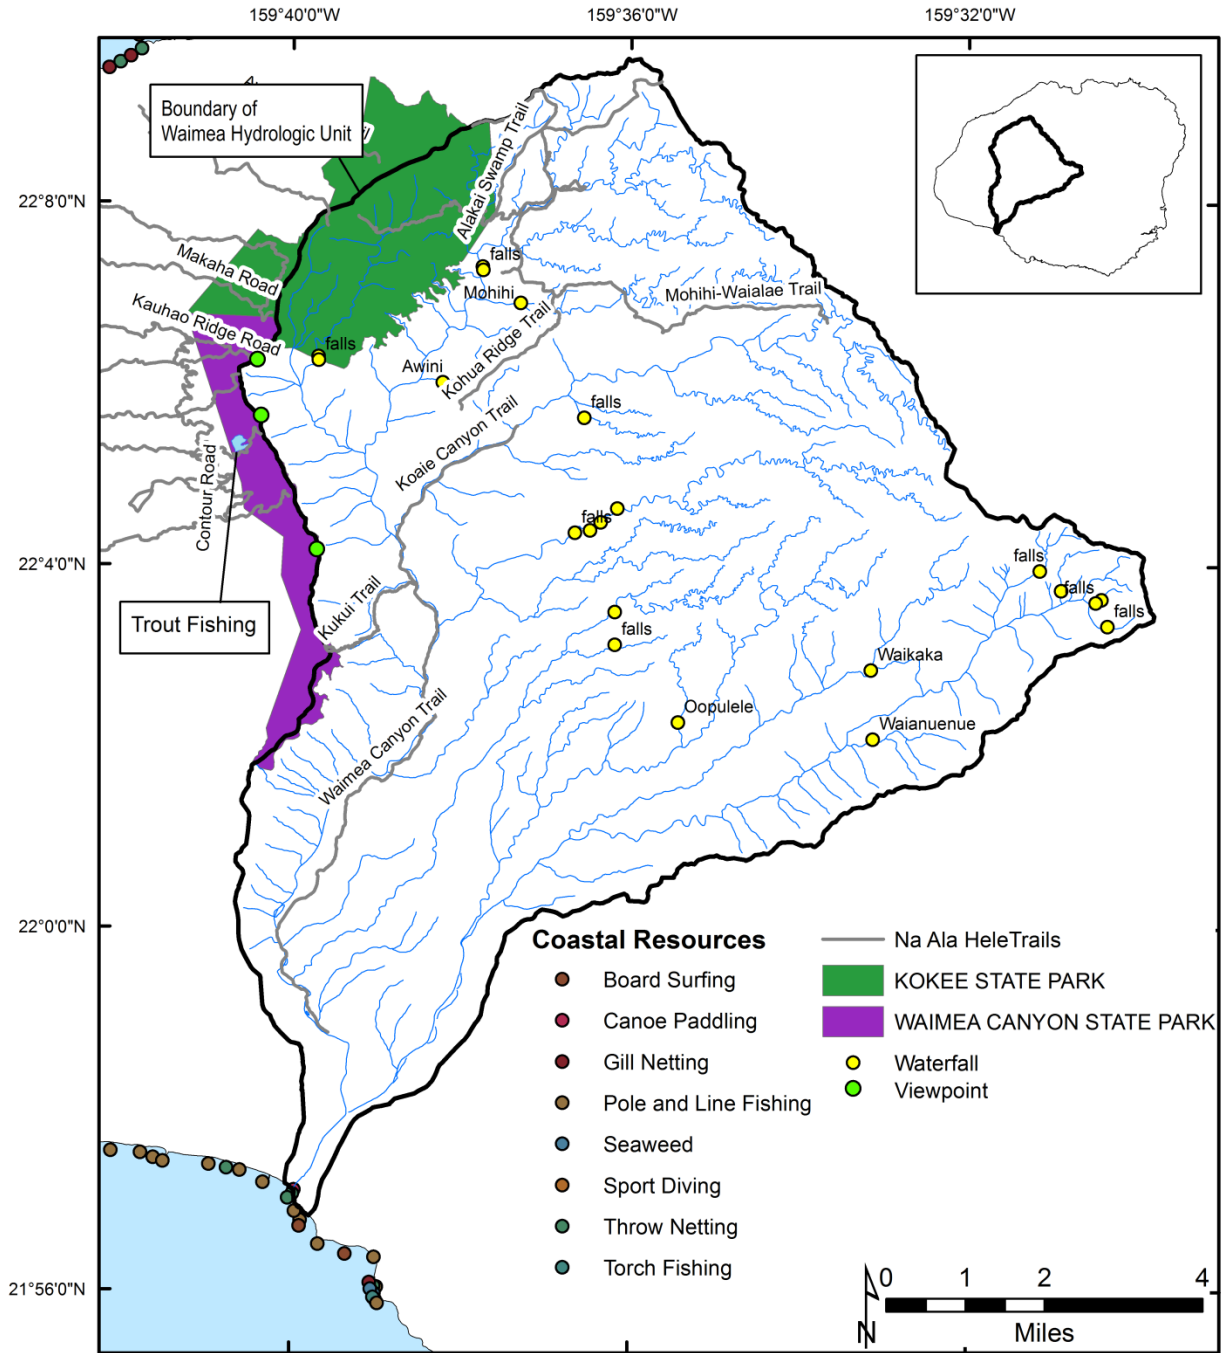 159°40'0"W
159°36'0"W
159°32'0"W
Boundary of
Waimea Hydrologic Unit
22°8'0"N
Alakai Swamp Trail
falls
Makaha Road
Mohihi
Mohihi-Waialae Trail
Kauhao Ridge Road
falls
Awini
Kohua Ridge Trail
falls
Koaie Canyon Trail
Contour Road
falls
22°4'0"N
falls
falls
falls
Kukui Trail
Trout Fishing
falls
Waikaka
Oopulele
Waianuenue
Waimea Canyon Trail
22°0'0"N
Coastal Resources
Board Surfing
Canoe Paddling
Gill Netting
Pole and Line Fishing
Seaweed
Sport Diving
Throw Netting
Torch Fishing
Na Ala HeleTrails
KOKEE STATE PARK
WAIMEA CANYON STATE PARK
Waterfall
Viewpoint
21°56'0"N
N
0 1 2 4
Miles